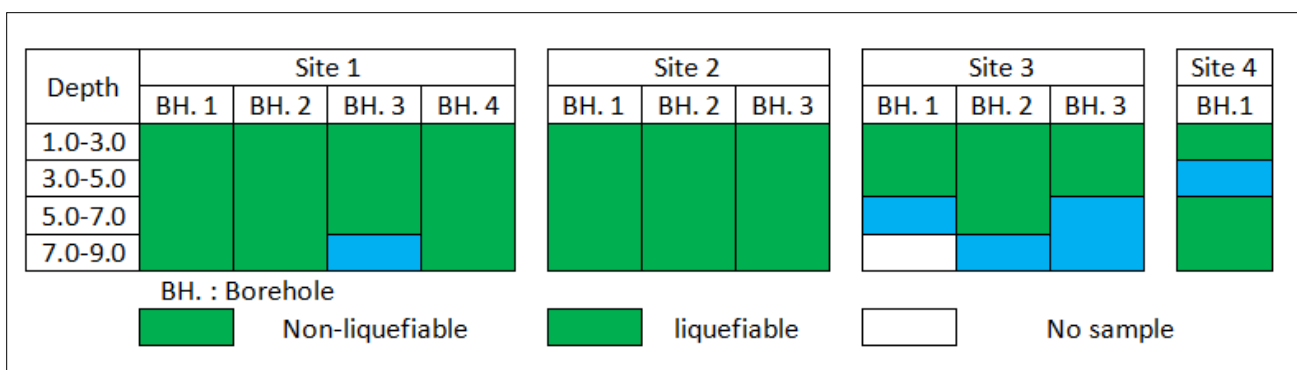 Depth Site 1 Site 2 Site 3 Site 4
BH. 1 BH. 2 BH. 3 BH. 4 BH. 1 BH. 2 BH. 3 BH. 1 BH. 2 BH. 3 BH.1
1.0-3.0
3.0-5.0
5.0-7.0
7.0-9.0
BH. : Borehole
Non-liquefiable liquefiable No sample